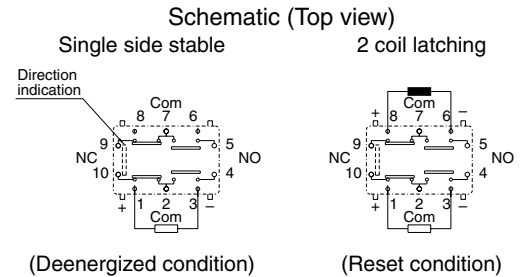 Schematic (Top view)
Single side stable
2 coil latching
Direction
indication
Com
8 7 6
9 5
NC NO
10 4
+ 1 2 3 −
Com
(Deenergized condition)
Com
+ 8 7 6 −
9 5
NC NO
10 4
+ 1 2 3 −
Com
(Reset condition)